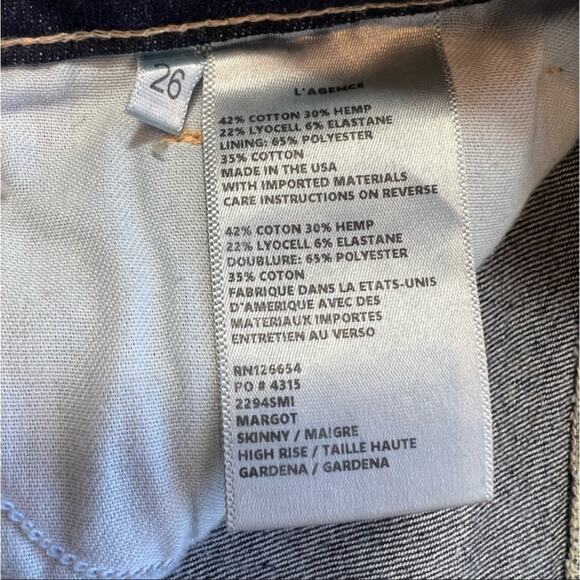 26
L'AGENCE
42% COTTON 30% HEMP
22% LYOCELL 6% ELASTANE
LINING: 65% POLYESTER
35% COTTON
MADE IN THE USA
WITH IMPORTED MATERIALS
CARE INSTRUCTIONS ON REVERSE
42% COTON 30% HEMP
22% LYOCELL 6% ELASTANE
DOUBLURE: 65% POLYESTER
35% COTON
FABRIQUE DANS LA ETATS-UNIS
D'AMERIQUE AVEC DES
MATERIAUX IMPORTES
ENTRETIEN AU VERSO
RN126654
PO # 4315
2294SMI
MARGOT
SKINNY / MAIGRE
HIGH RISE / TAILLE HAUTE
GARDENA / GARDENA